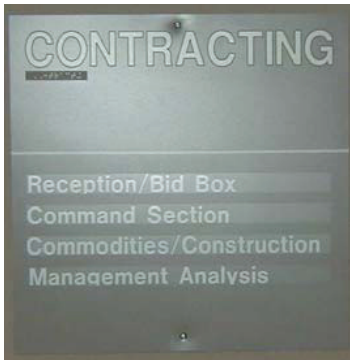 CONTRACTING
Reception/Bid Box
Command Section
Commodities/Construction
Management Analysis